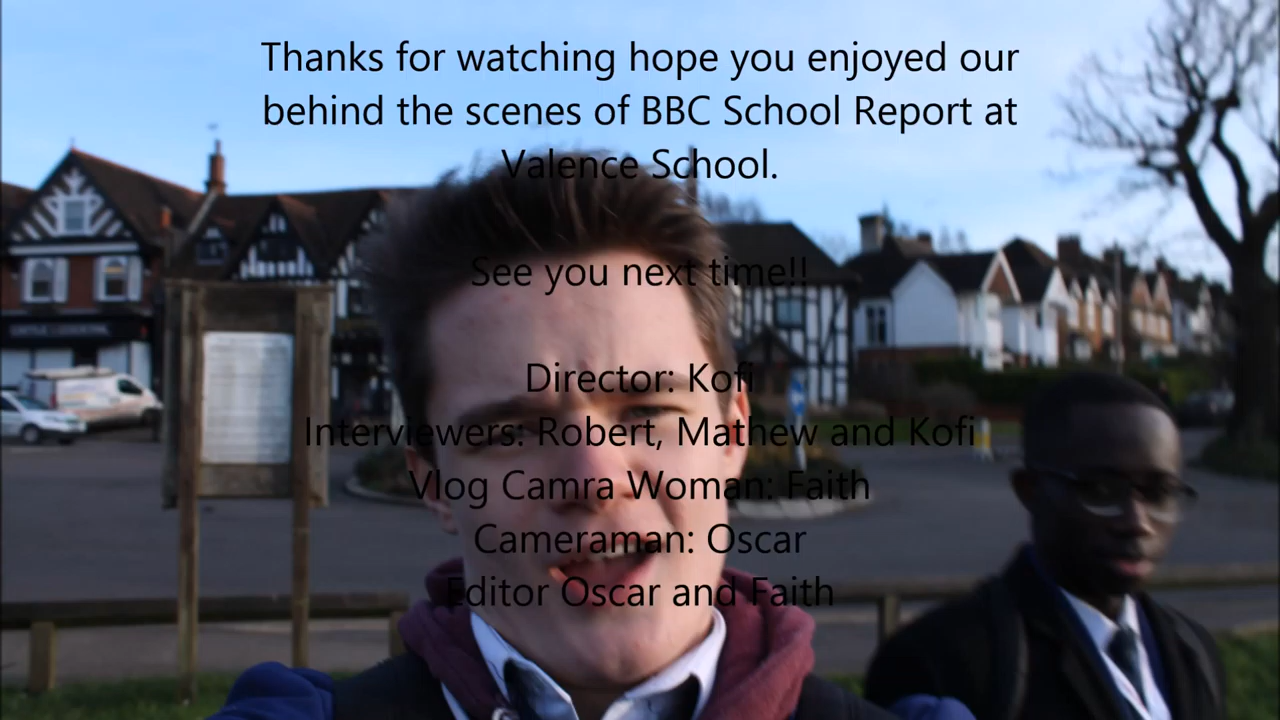 Thanks for watching hope you enjoyed our
behind the scenes of BBC School Report at
Valence School.
See you next time!!
Director: Kofi
Interviewers: Robert, Mathew and Kofi
Vlog Camra Woman: Faith
Cameraman: Oscar
Editor Oscar and Faith